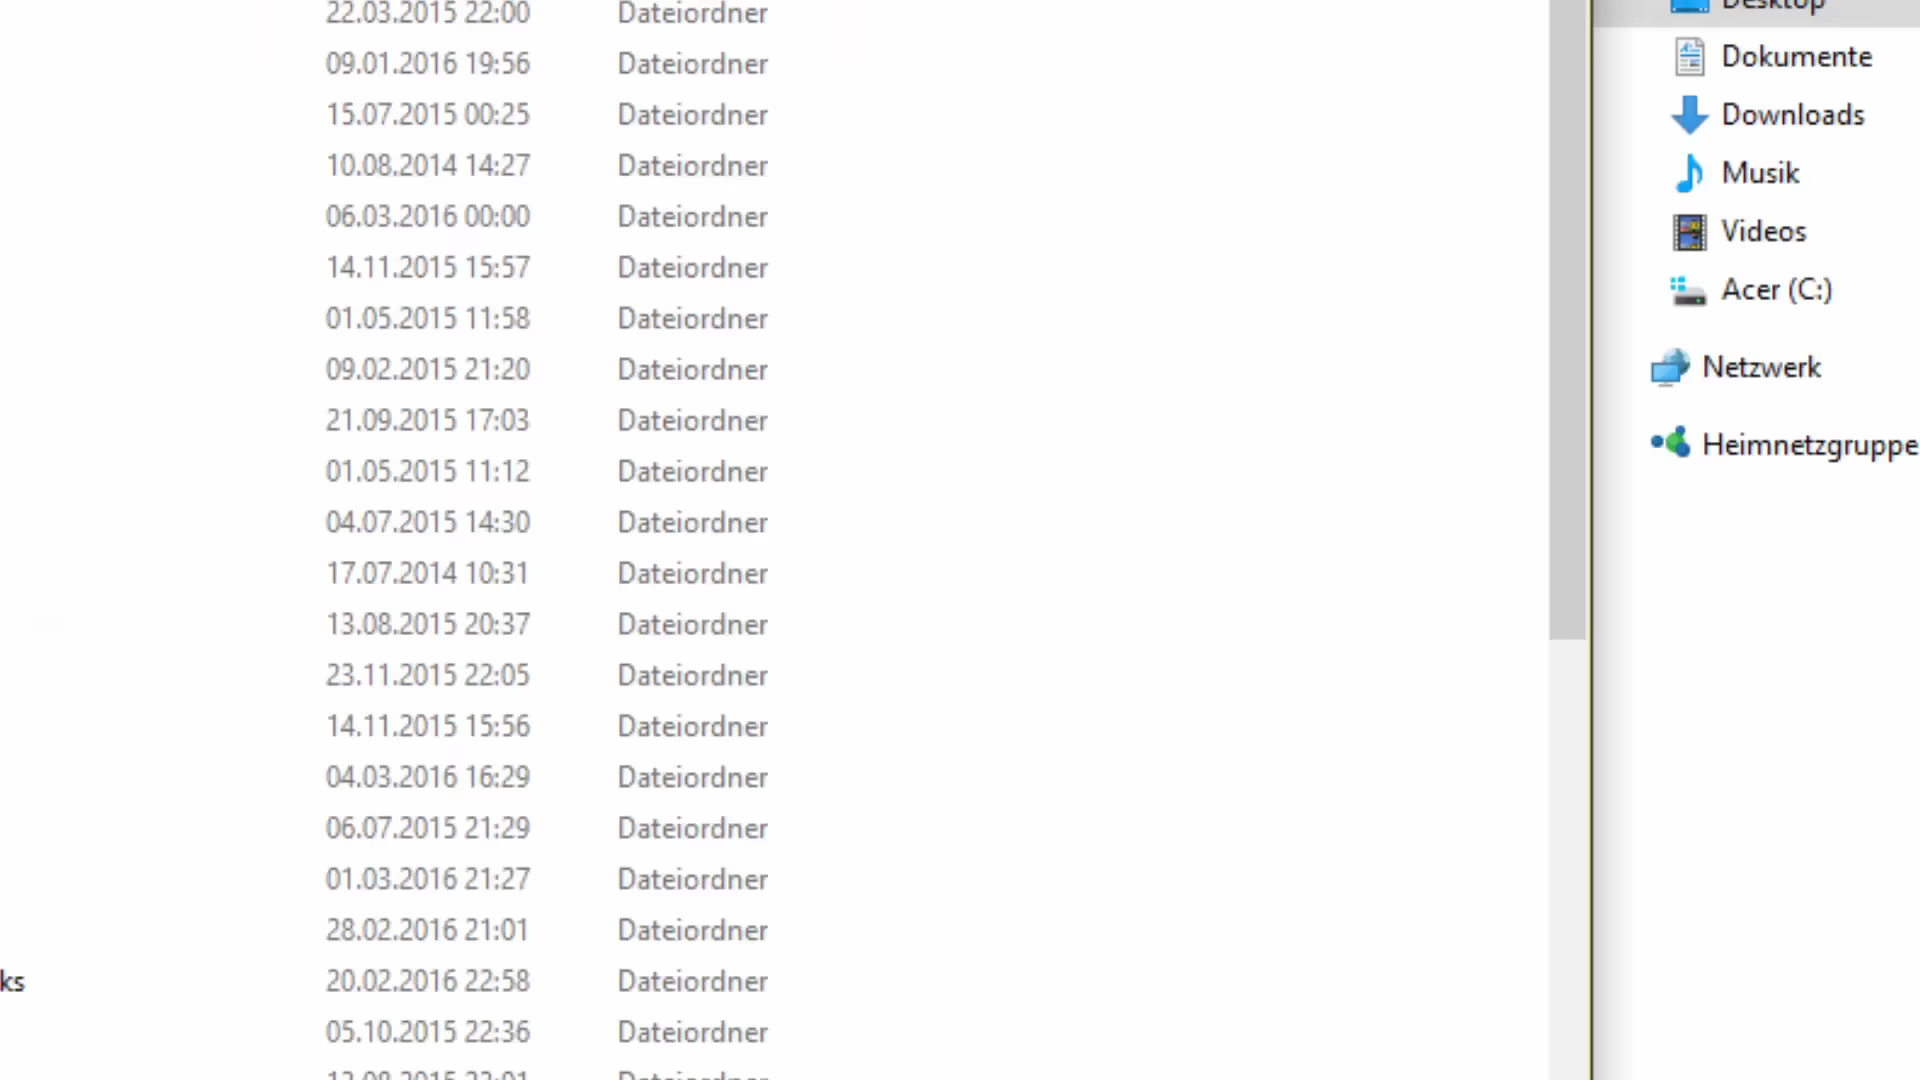 22.03.2015 22:00 Dateiordner
09.01.2016 19:56 Dateiordner
15.07.2015 00:25 Dateiordner
10.08.2014 14:27 Dateiordner
06.03.2016 00:00 Dateiordner
14.11.2015 15:57 Dateiordner
01.05.2015 11:58 Dateiordner
09.02.2015 21:20 Dateiordner
21.09.2015 17:03 Dateiordner
01.05.2015 11:12 Dateiordner
04.07.2015 14:30 Dateiordner
17.07.2014 10:31 Dateiordner
13.08.2015 20:37 Dateiordner
23.11.2015 22:05 Dateiordner
14.11.2015 15:56 Dateiordner
04.03.2016 16:29 Dateiordner
06.07.2015 21:29 Dateiordner
01.03.2016 21:27 Dateiordner
28.02.2016 21:01 Dateiordner
ks 20.02.2016 22:58 Dateiordner
05.10.2015 22:36 Dateiordner
Desktop
Dokumente
Downloads
Musik
Videos
Acer (C:)
Netzwerk
Heimnetzgruppe